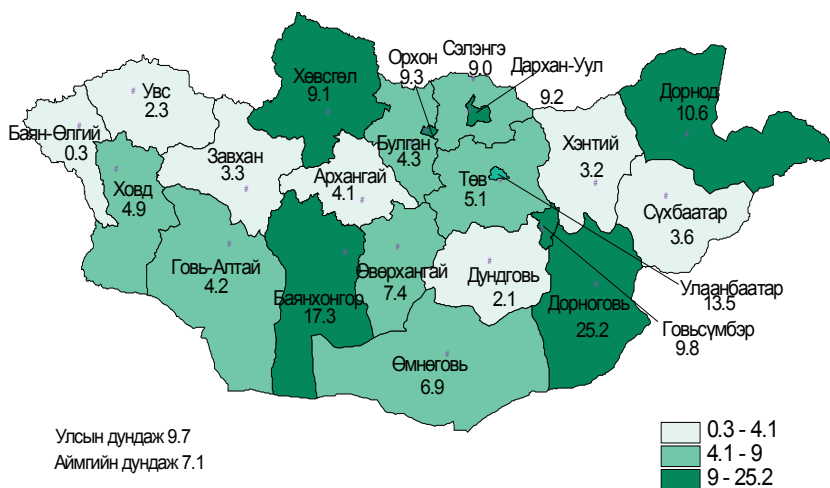 Орхон
9.3
Сэлэнгэ
9.0
Дархан-Уул
9.2
Увс
2.3
Хөвсгөл
9.1
Дорнод
10.6
Баян-Өлгий
0.3
Завхан
3.3
Булган
4.3
Хэнтий
3.2
Ховд
4.9
Архангай
4.1
Төв
5.1
Сүхбаатар
3.6
Говь-Алтай
4.2
Баянхонгор
17.3
Өверхангай
7.4
Дундговь
2.1
Дорноговь
25.2
Улаанбаатар
13.5
Говьсүмбэр
9.8
Өмнөговь
6.9
Улсын дундаж 9.7
Аймгийн дундаж 7.1
0.3 - 4.1
4.1 - 9
9 - 25.2